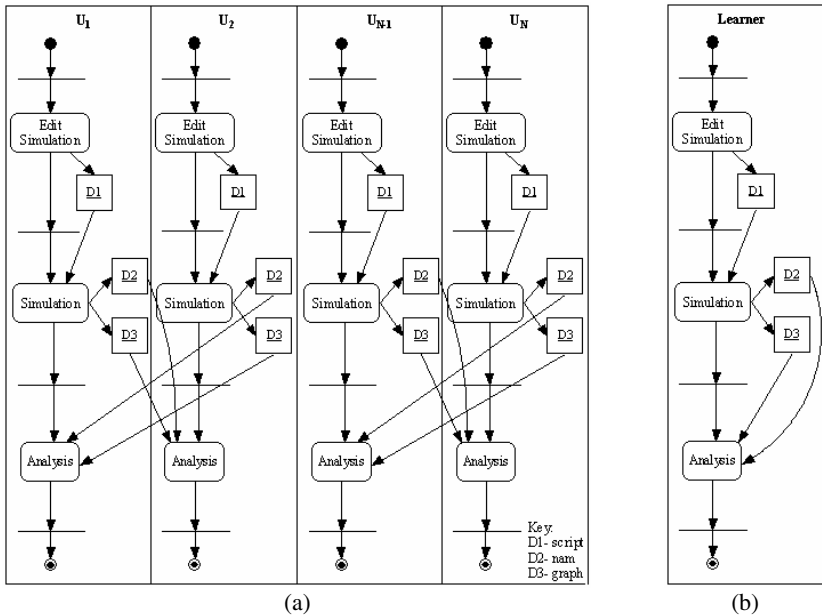 U1 U2 UN-1 UN Learner
Edit Simulation Edit Simulation Edit Simulation Edit Simulation Edit Simulation
D1 D1 D1 D1 D1
D2 D2 D2 D2 D2
Simulation Simulation Simulation Simulation Simulation
D3 D3 D3 D3 D3
Analysis Analysis Analysis Analysis Analysis
Key:
D1- script
D2- nam
D3- graph
(a) (b)